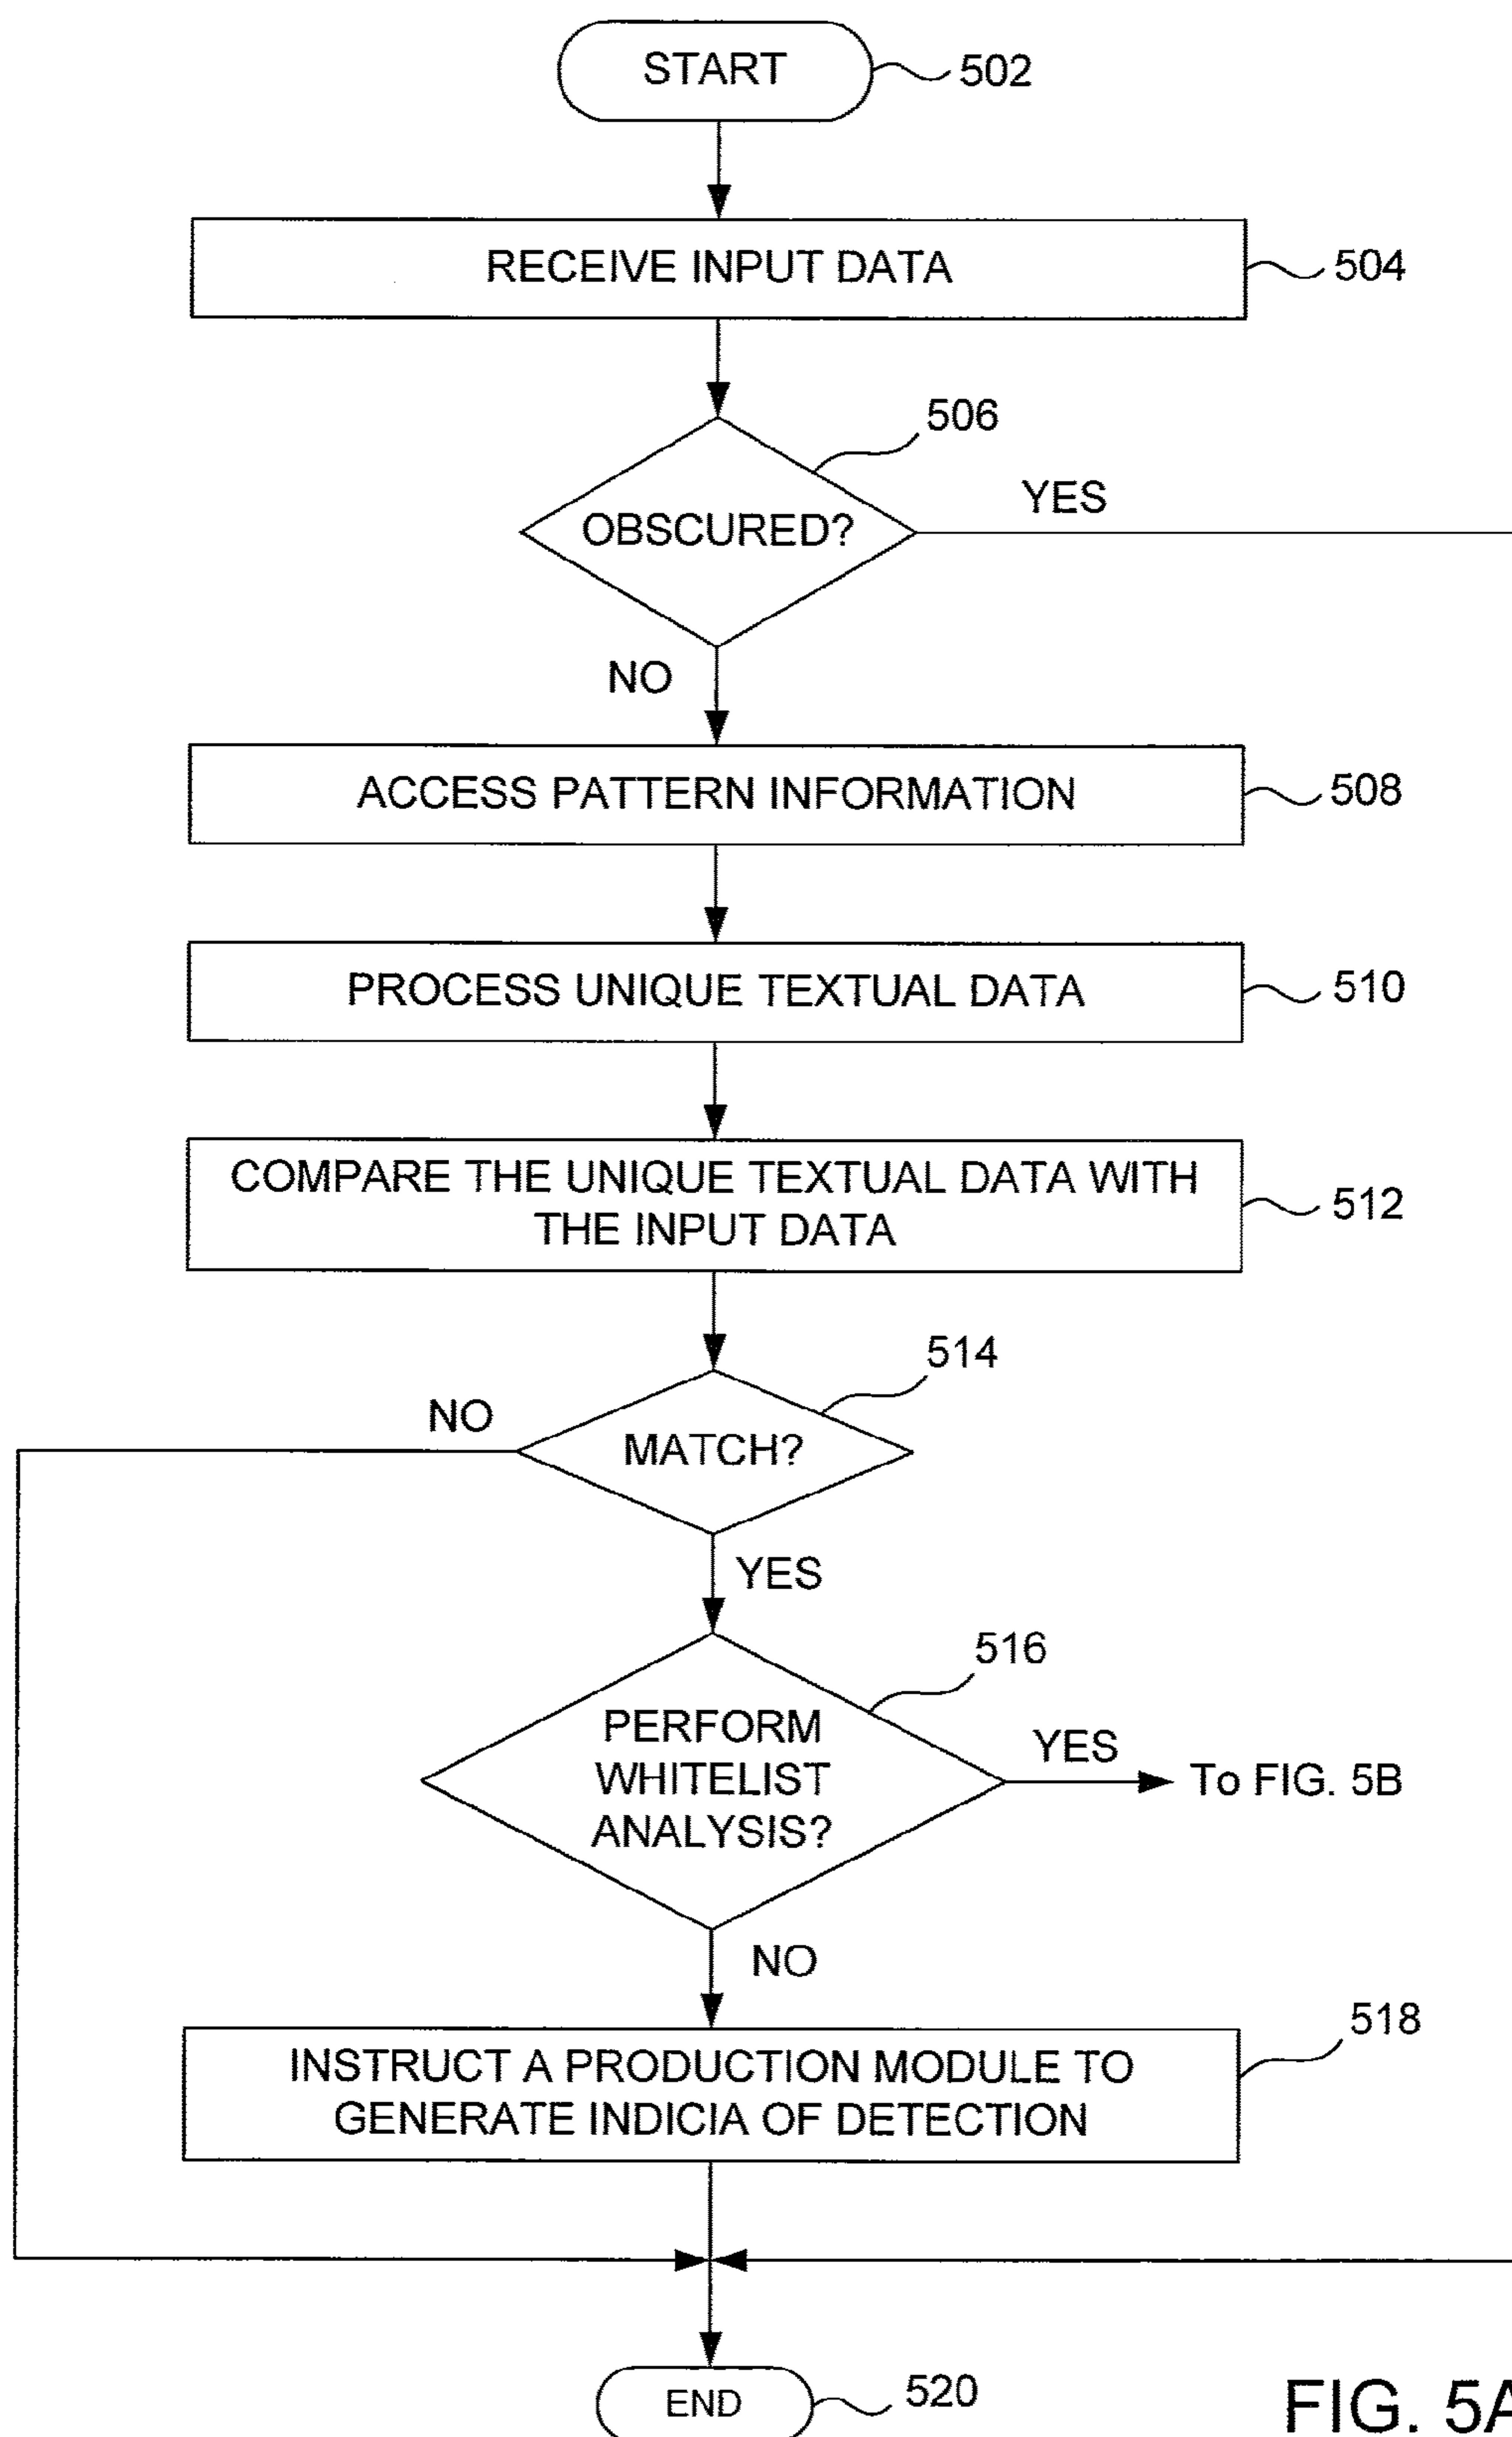 START
502
RECEIVE INPUT DATA
504
506
OBSCURED?
YES
NO
ACCESS PATTERN INFORMATION
508
PROCESS UNIQUE TEXTUAL DATA
510
COMPARE THE UNIQUE TEXTUAL DATA WITH
THE INPUT DATA
512
514
NO
MATCH?
YES
516
PERFORM
WHITELIST
ANALYSIS?
YES
To FIG. 5B
NO
518
INSTRUCT A PRODUCTION MODULE TO
GENERATE INDICIA OF DETECTION
END
520
FIG. 5A